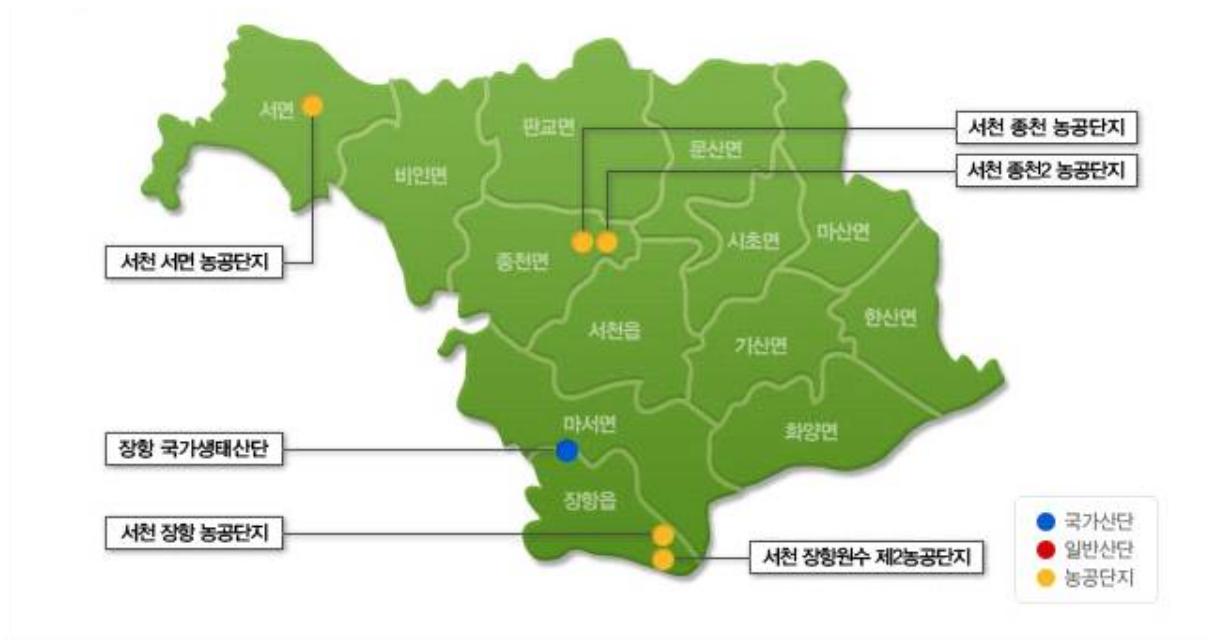 서면
판교면
서천 종천 농공단지
문산면
비인면
서천 종천2 농공단지
시초면
마산면
서천 서면 농공단지
종천면
한산면
서천읍
기산면
마서면
화양면
장항 국가생태산단
장항읍
국가산단
서천 장항 농공단지
일반산단
서천 장항원수 제2농공단지
농공단지